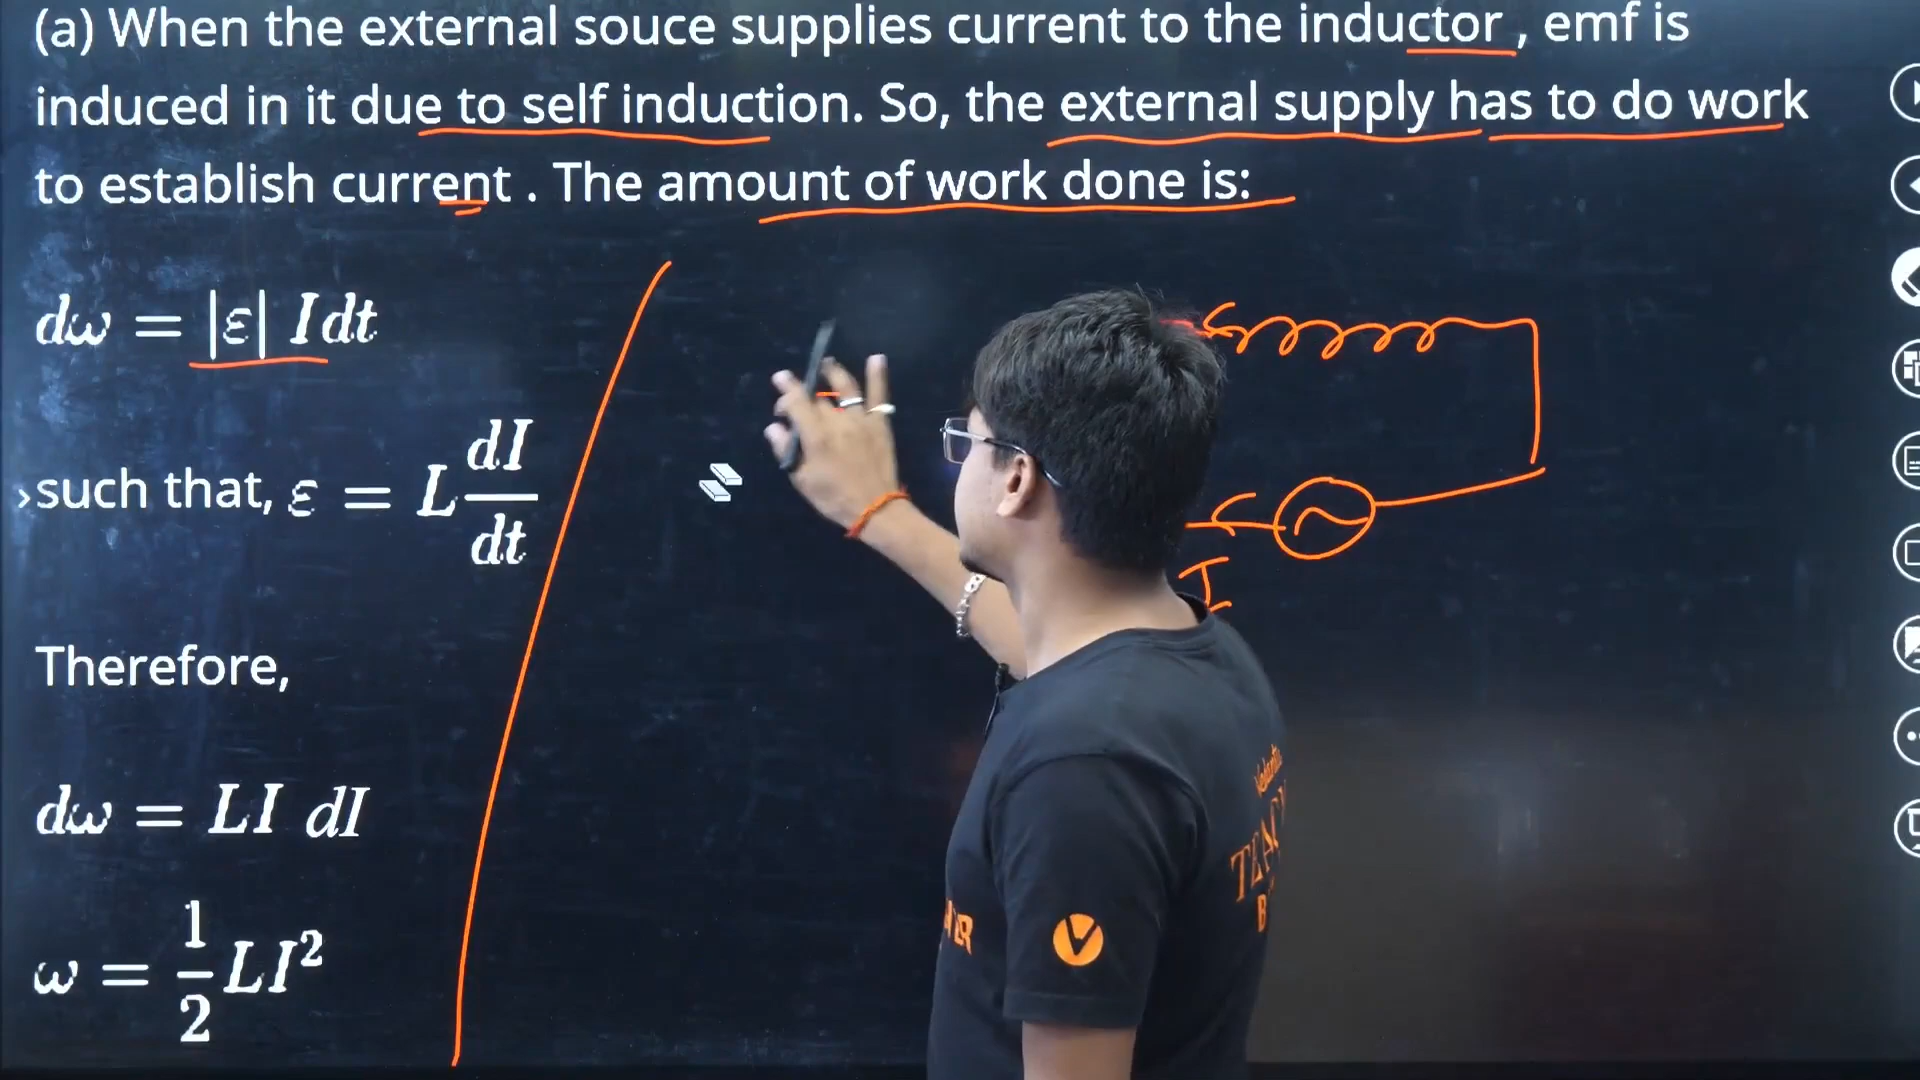 (a) When the external souce supplies current to the inductor , emf is
induced in it due to self induction. So, the external supply has to do work
to establish current . The amount of work done is:
dω = |ε| Idt
such that, ε = L dI/dt
Therefore,
dω = LI dI
ω = 1/2 LI²
I